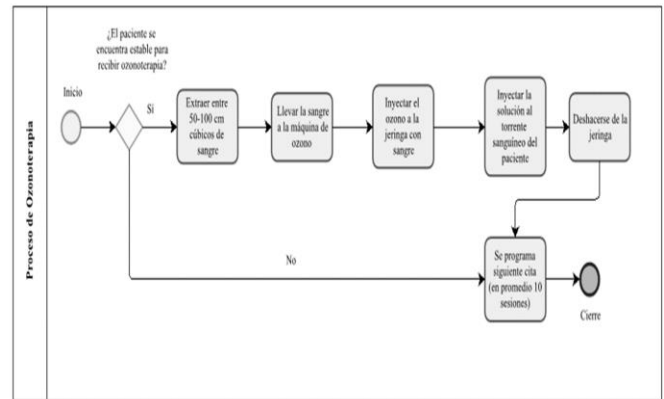 Proceso de Ozonoterapia
¿El paciente se
encuentra estable para
recibir ozonoterapia?
Inicio
Si
Extraer entre
50-100 cm
cúbicos de
sangre
Llevar la sangre
a la máquina de
ozono
Inyectar el
ozono a la
jeringa con
sangre
Inyectar la
solución al
torrente
sanguíneo del
paciente
Deshacerse de la
jeringa
No
Se programa
siguiente cita
(en promedio 10
sesiones)
Cierre